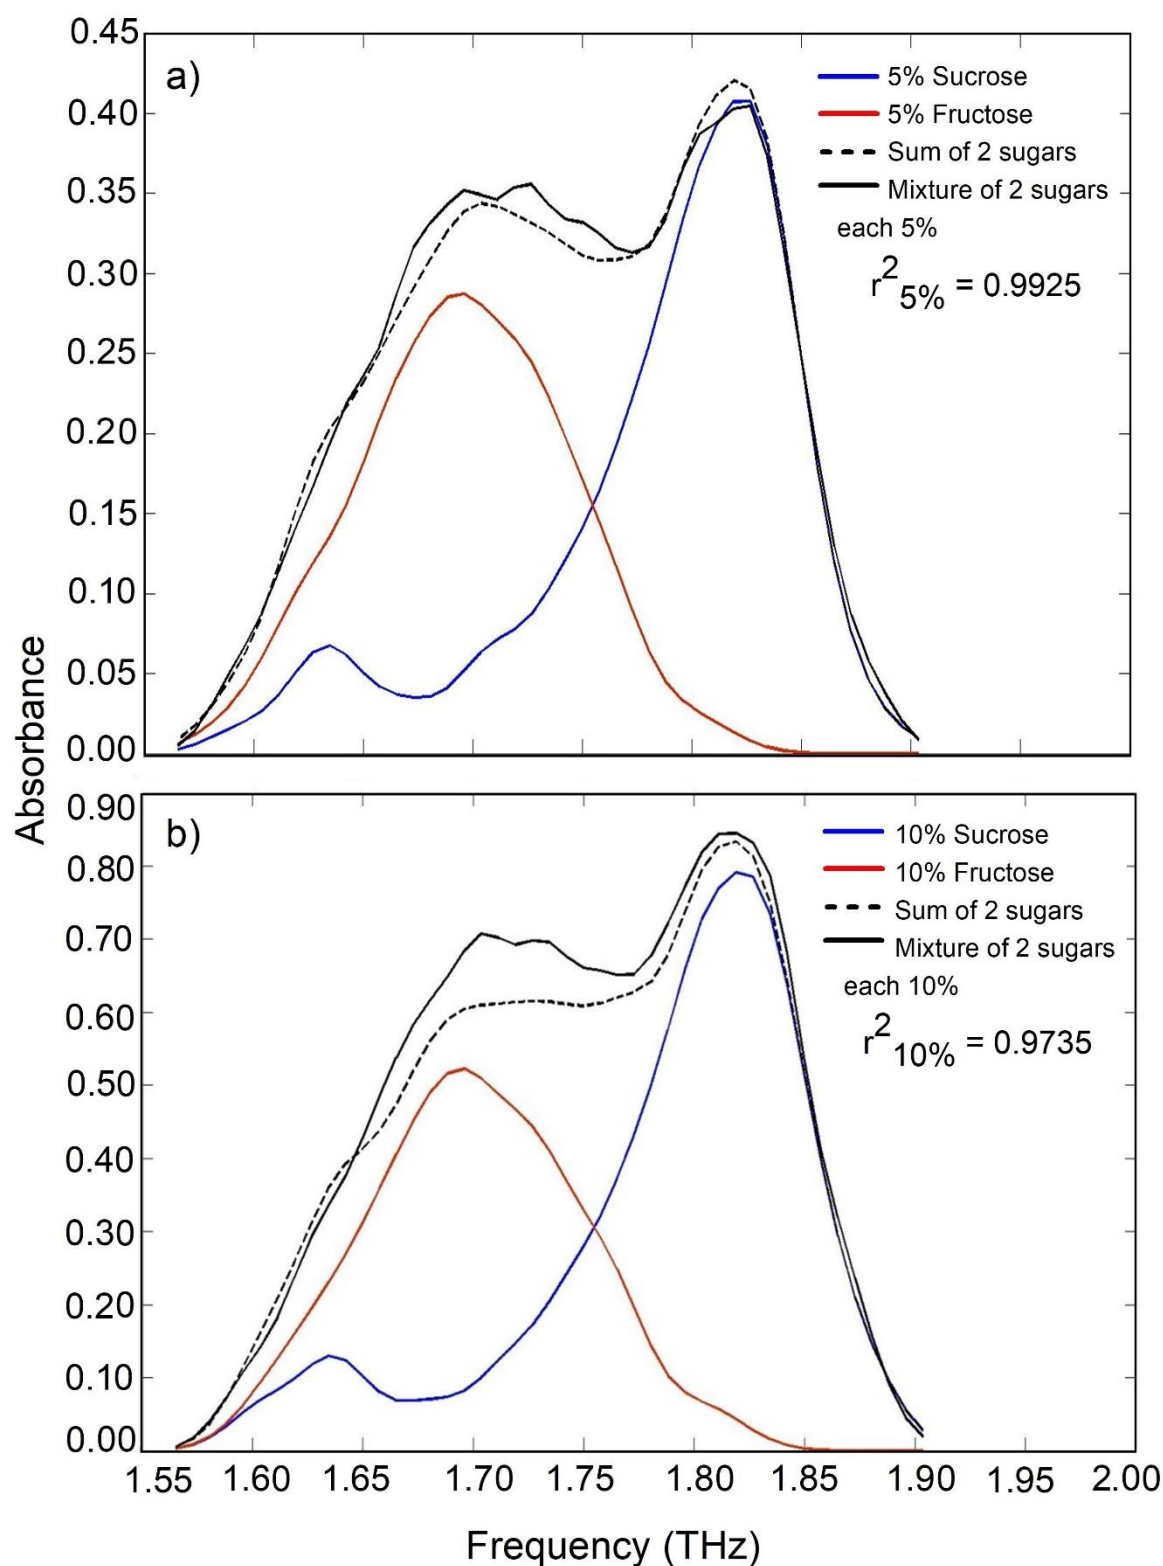 0.45
a)
5% Sucrose
0.40
5% Fructose
Sum of 2 sugars
0.35
Mixture of 2 sugars
each 5%
0.30
r2 5% = 0.9925
0.25
0.20
0.15
0.10
0.05
0.00
Absorbance
0.90
b)
10% Sucrose
0.80
10% Fructose
Sum of 2 sugars
0.70
Mixture of 2 sugars
each 10%
0.60
r2 10% = 0.9735
0.50
0.40
0.30
0.20
0.10
0.00
1.55 1.60 1.65 1.70 1.75 1.80 1.85 1.90 1.95 2.00
Frequency (THz)